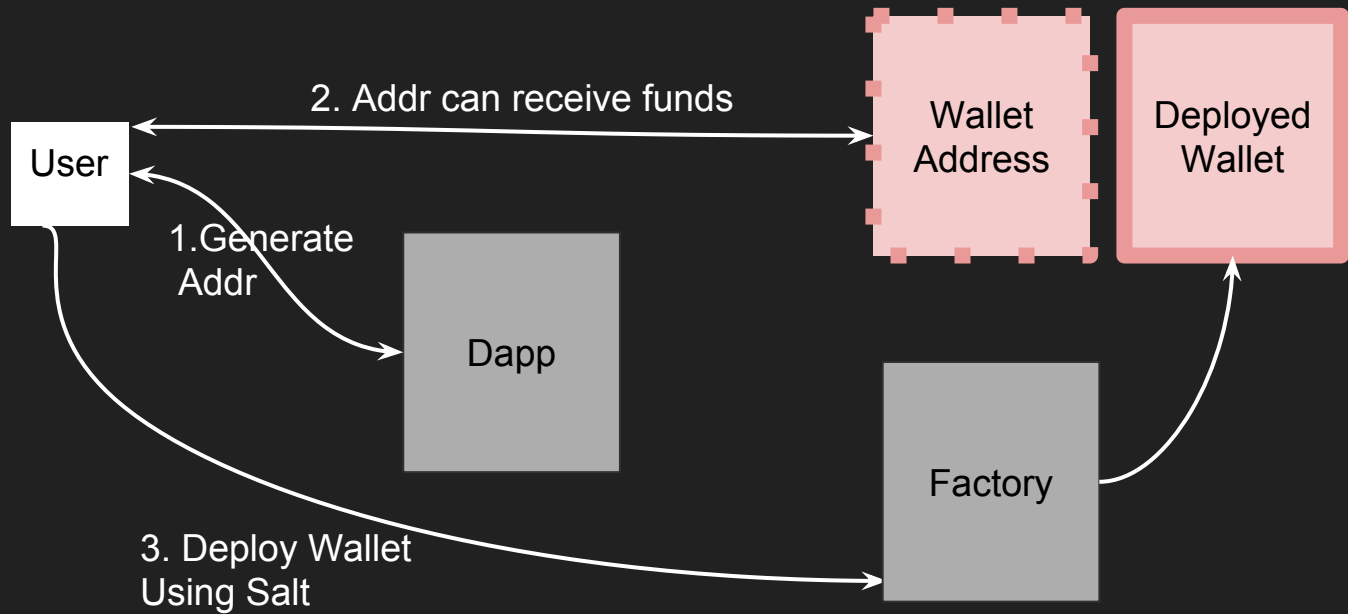 2. Addr can receive funds
Wallet
Address
Deployed
Wallet
User
1.Generate
Addr
Dapp
Factory
3. Deploy Wallet
Using Salt